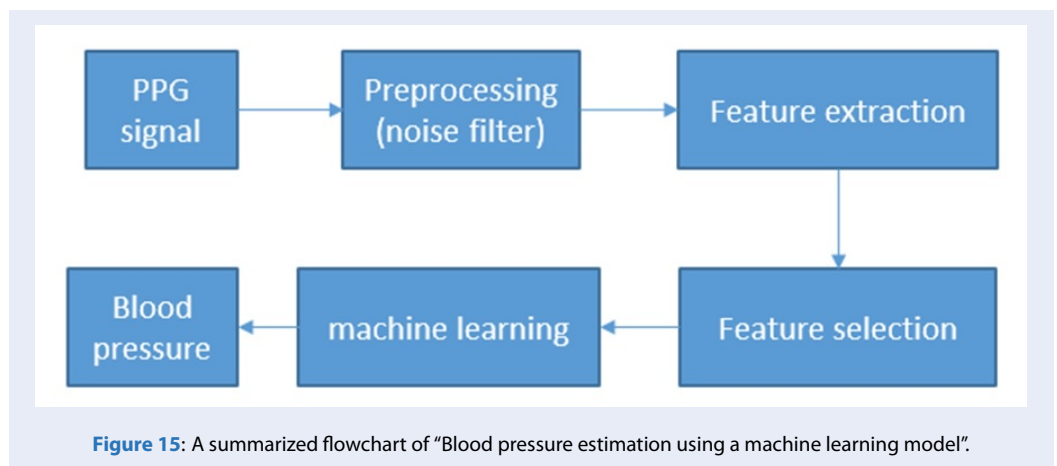 PPG
signal
Preprocessing
(noise filter)
Feature extraction
Feature selection
machine learning
Blood
pressure
Figure 15: A summarized flowchart of “Blood pressure estimation using a machine learning model”.